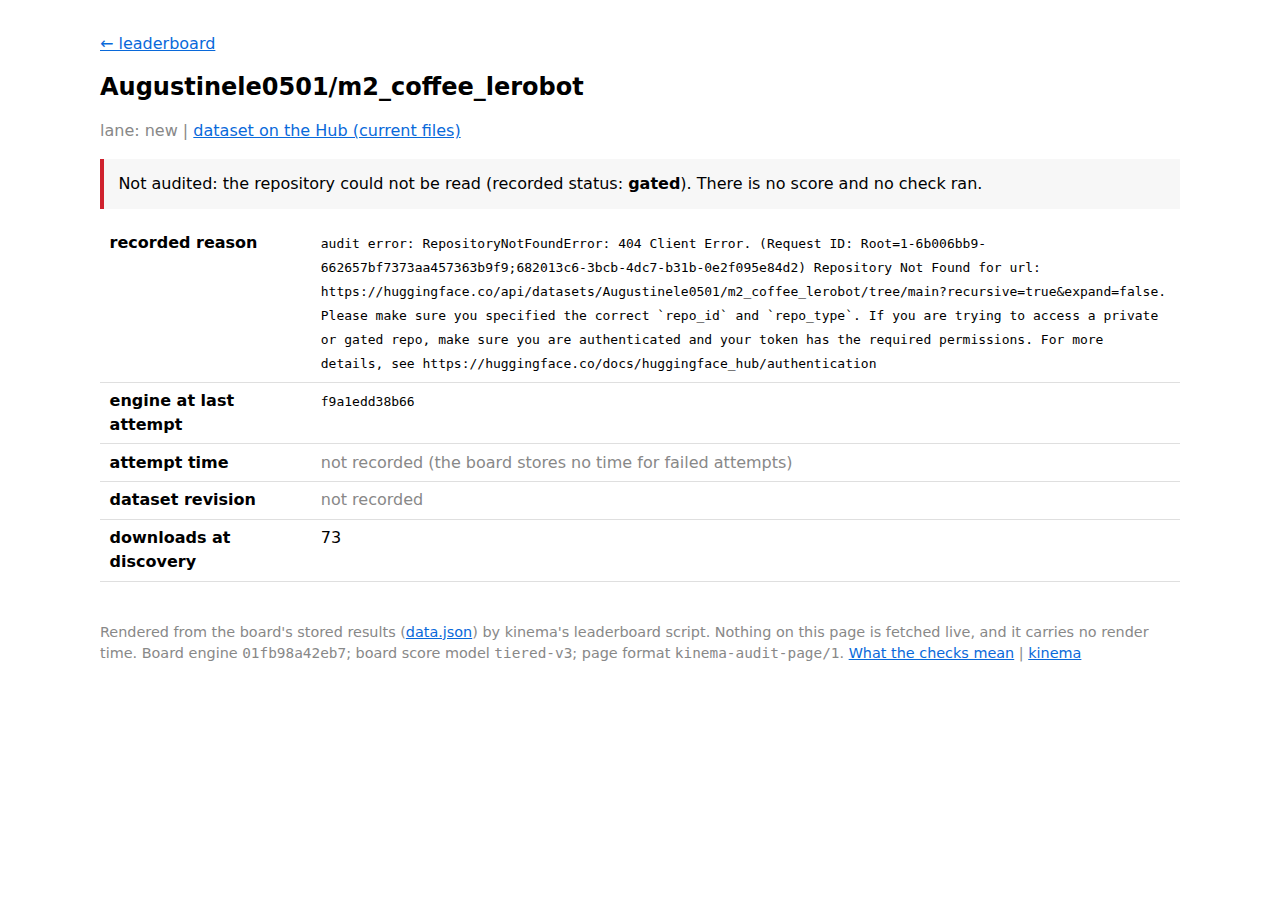 ← leaderboard
Augustinele0501/m2_coffee_lerobot
lane: new | dataset on the Hub (current files)
Not audited: the repository could not be read (recorded status: gated). There is no score and no check ran.
recorded reason
audit error: RepositoryNotFoundError: 404 Client Error. (Request ID: Root=1-6b006bb9-
662657bf7373aa457363b9f9;682013c6-3bcb-4dc7-b31b-0e2f095e84d2) Repository Not Found for url:
https://huggingface.co/api/datasets/Augustinele0501/m2_coffee_lerobot/tree/main?recursive=true&expand=false.
Please make sure you specified the correct `repo_id` and `repo_type`. If you are trying to access a private
or gated repo, make sure you are authenticated and your token has the required permissions. For more
details, see https://huggingface.co/docs/huggingface_hub/authentication
engine at last
attempt
f9a1edd38b66
attempt time
not recorded (the board stores no time for failed attempts)
dataset revision
not recorded
downloads at
discovery
73
Rendered from the board's stored results (data.json) by kinema's leaderboard script. Nothing on this page is fetched live, and it carries no render
time. Board engine 01fb98a42eb7; board score model tiered-v3; page format kinema-audit-page/1. What the checks mean | kinema